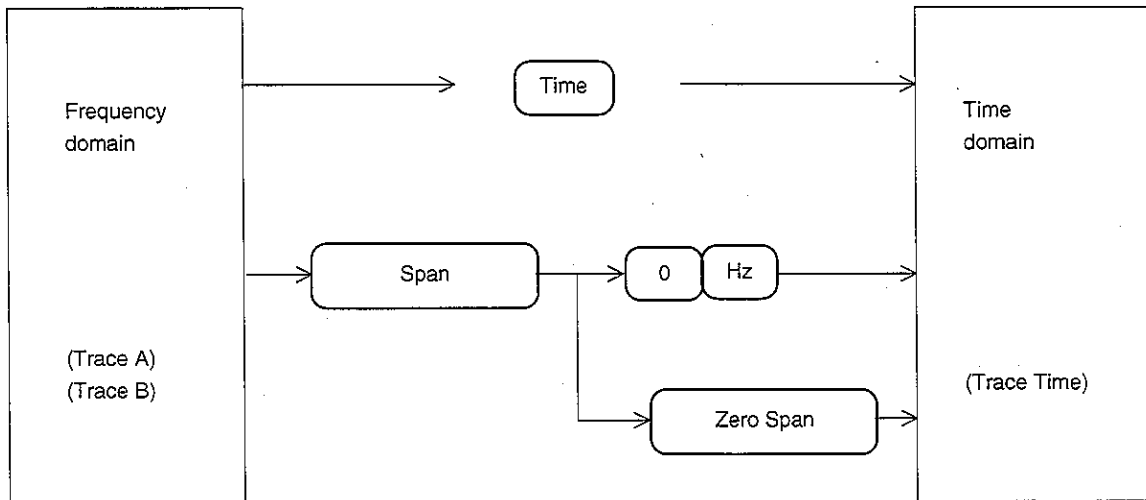 Time
Frequency
domain
Time
domain
Span
0
Hz
(Trace A)
(Trace B)
(Trace Time)
Zero Span